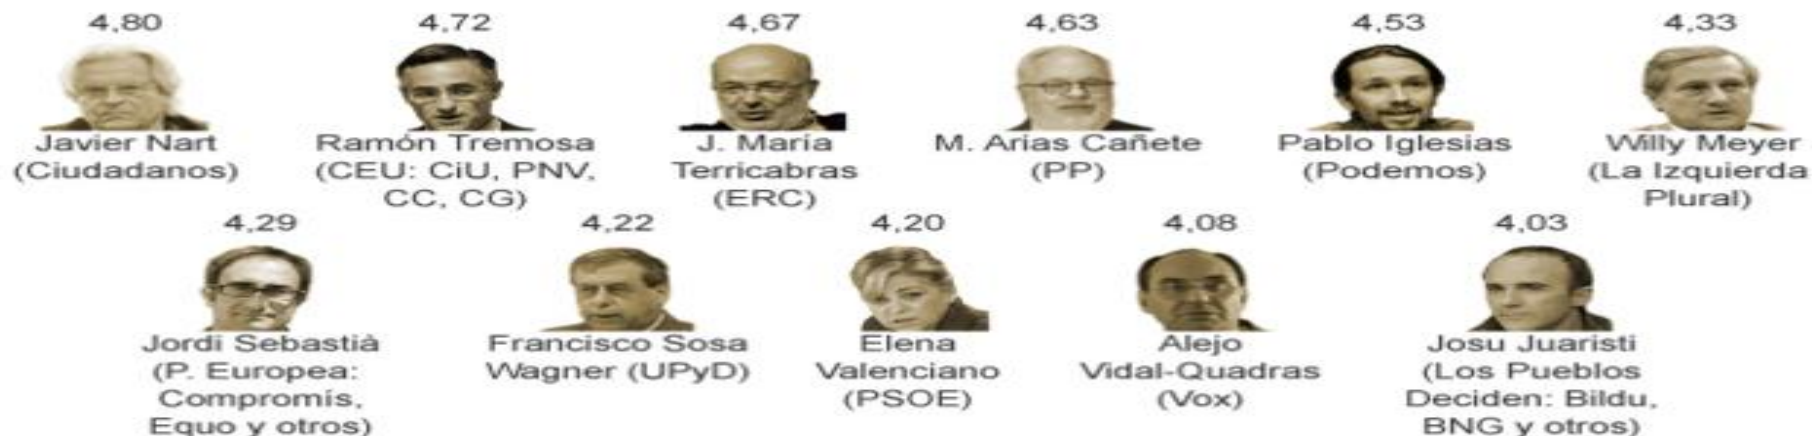 4,80
4,72
4,67
4,63
4,53
4,33
Javier Nart
(Ciudadanos)
Ramón Tremosa
(CEU: CiU, PNV,
CC, CG)
J. María
Terricabras
(ERC)
M. Arias Cañete
(PP)
Pablo Iglesias
(Podemos)
Willy Meyer
(La Izquierda
Plural)
4,29
4,22
4,20
4,08
4,03
Jordi Sebastià
(P. Europea:
Compromís,
Equo y otros)
Francisco Sosa
Wagner (UPyD)
Elena
Valenciano
(PSOE)
Alejo
Vidal-Quadras
(Vox)
Josu Juaristi
(Los Pueblos
Deciden: Bildu,
BNG y otros)